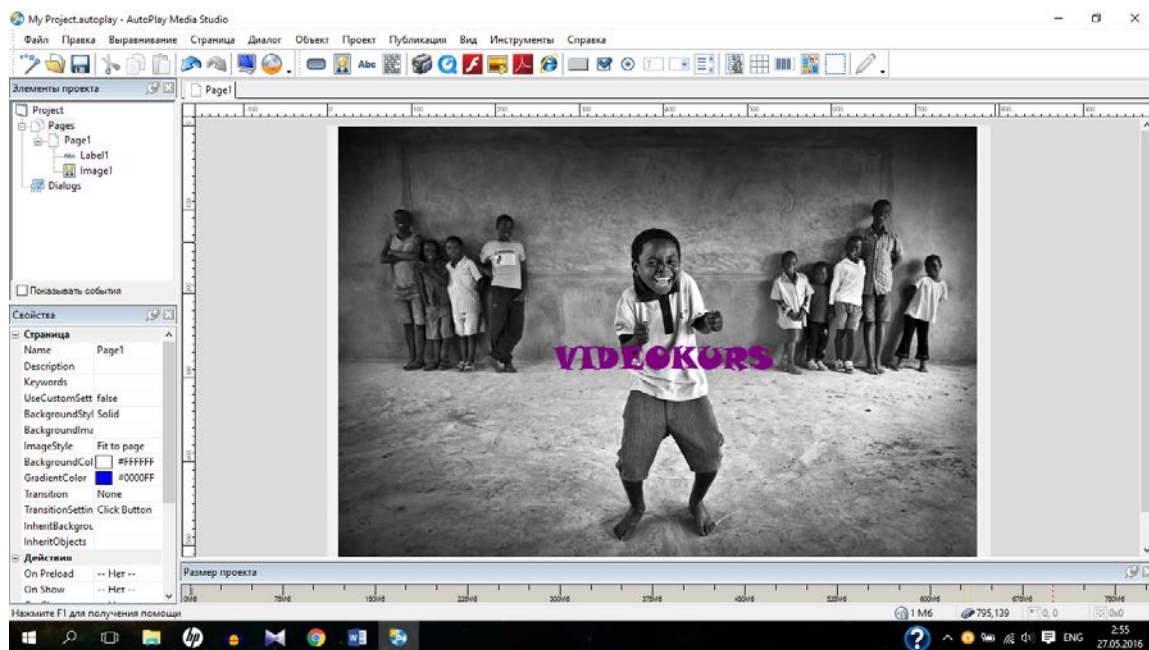 My Project.autoplay - AutoPlay Media Studio
Файл Правка Выравнивание Страница Диалог Объект Проект Публикация Вид Инструменты Справка
Элементы проекта
Page1
Project
Pages
Page1
Label1
Image1
Dialogs
Показывать события
Свойства
Страница
Name Page1
Description
Keywords
UseCustomSett false
BackgroundStyl Solid
BackgroundIma
ImageStyle Fit to page
BackgroundCol #FFFFFF
GradientColor #0000FF
Transition None
TransitionSettin Click Button
InheritBackgrou
InheritObjects
Действия
On Preload -- Нет --
On Show -- Нет --
VIDEOKURS
Размер проекта
Нажмите F1 для получения помощи
1 Мб 795,139 0, 0 0x0
ENG
2:55
27.05.2016